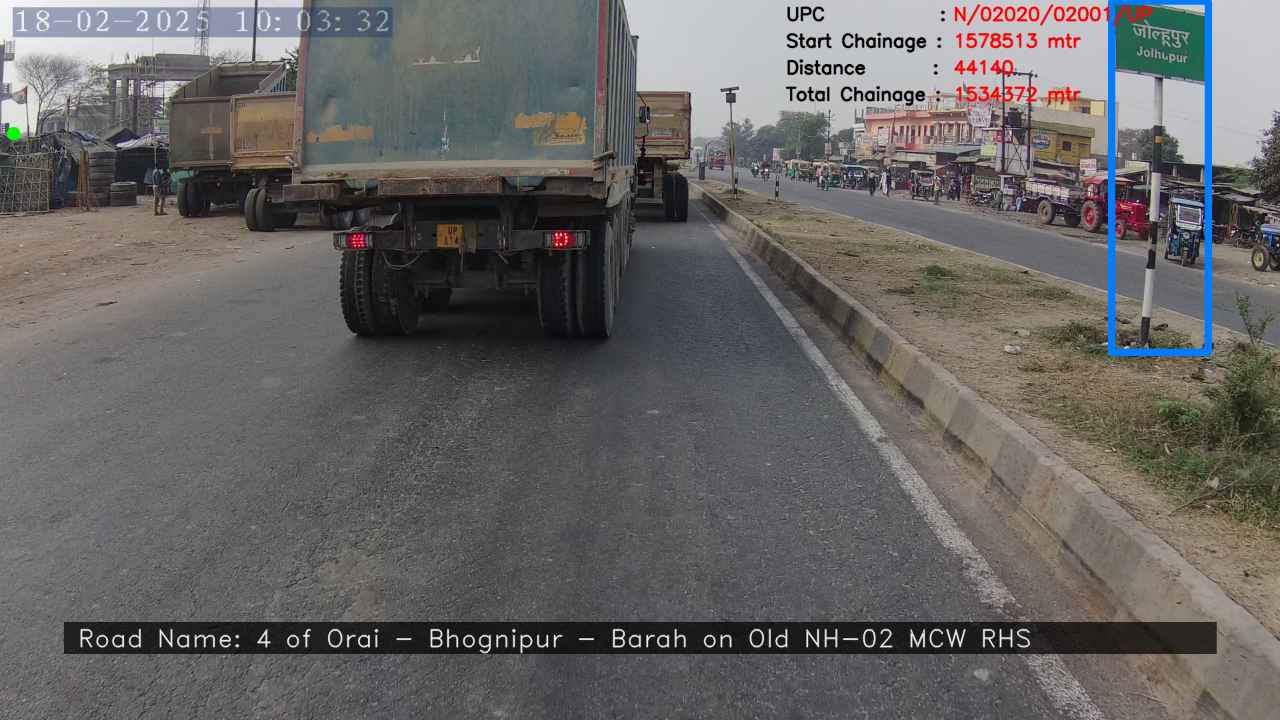 18-02-2025 10:03:32
UPC : N/02020/02001/UP
Start Chainage : 1578513 mtr
Distance : 44140
Total Chainage : 1534372 mtr
जोल्हूपुर
Jolhupur
UP
Road Name: 4 of Orai - Bhognipur - Barah on Old NH-02 MCW RHS